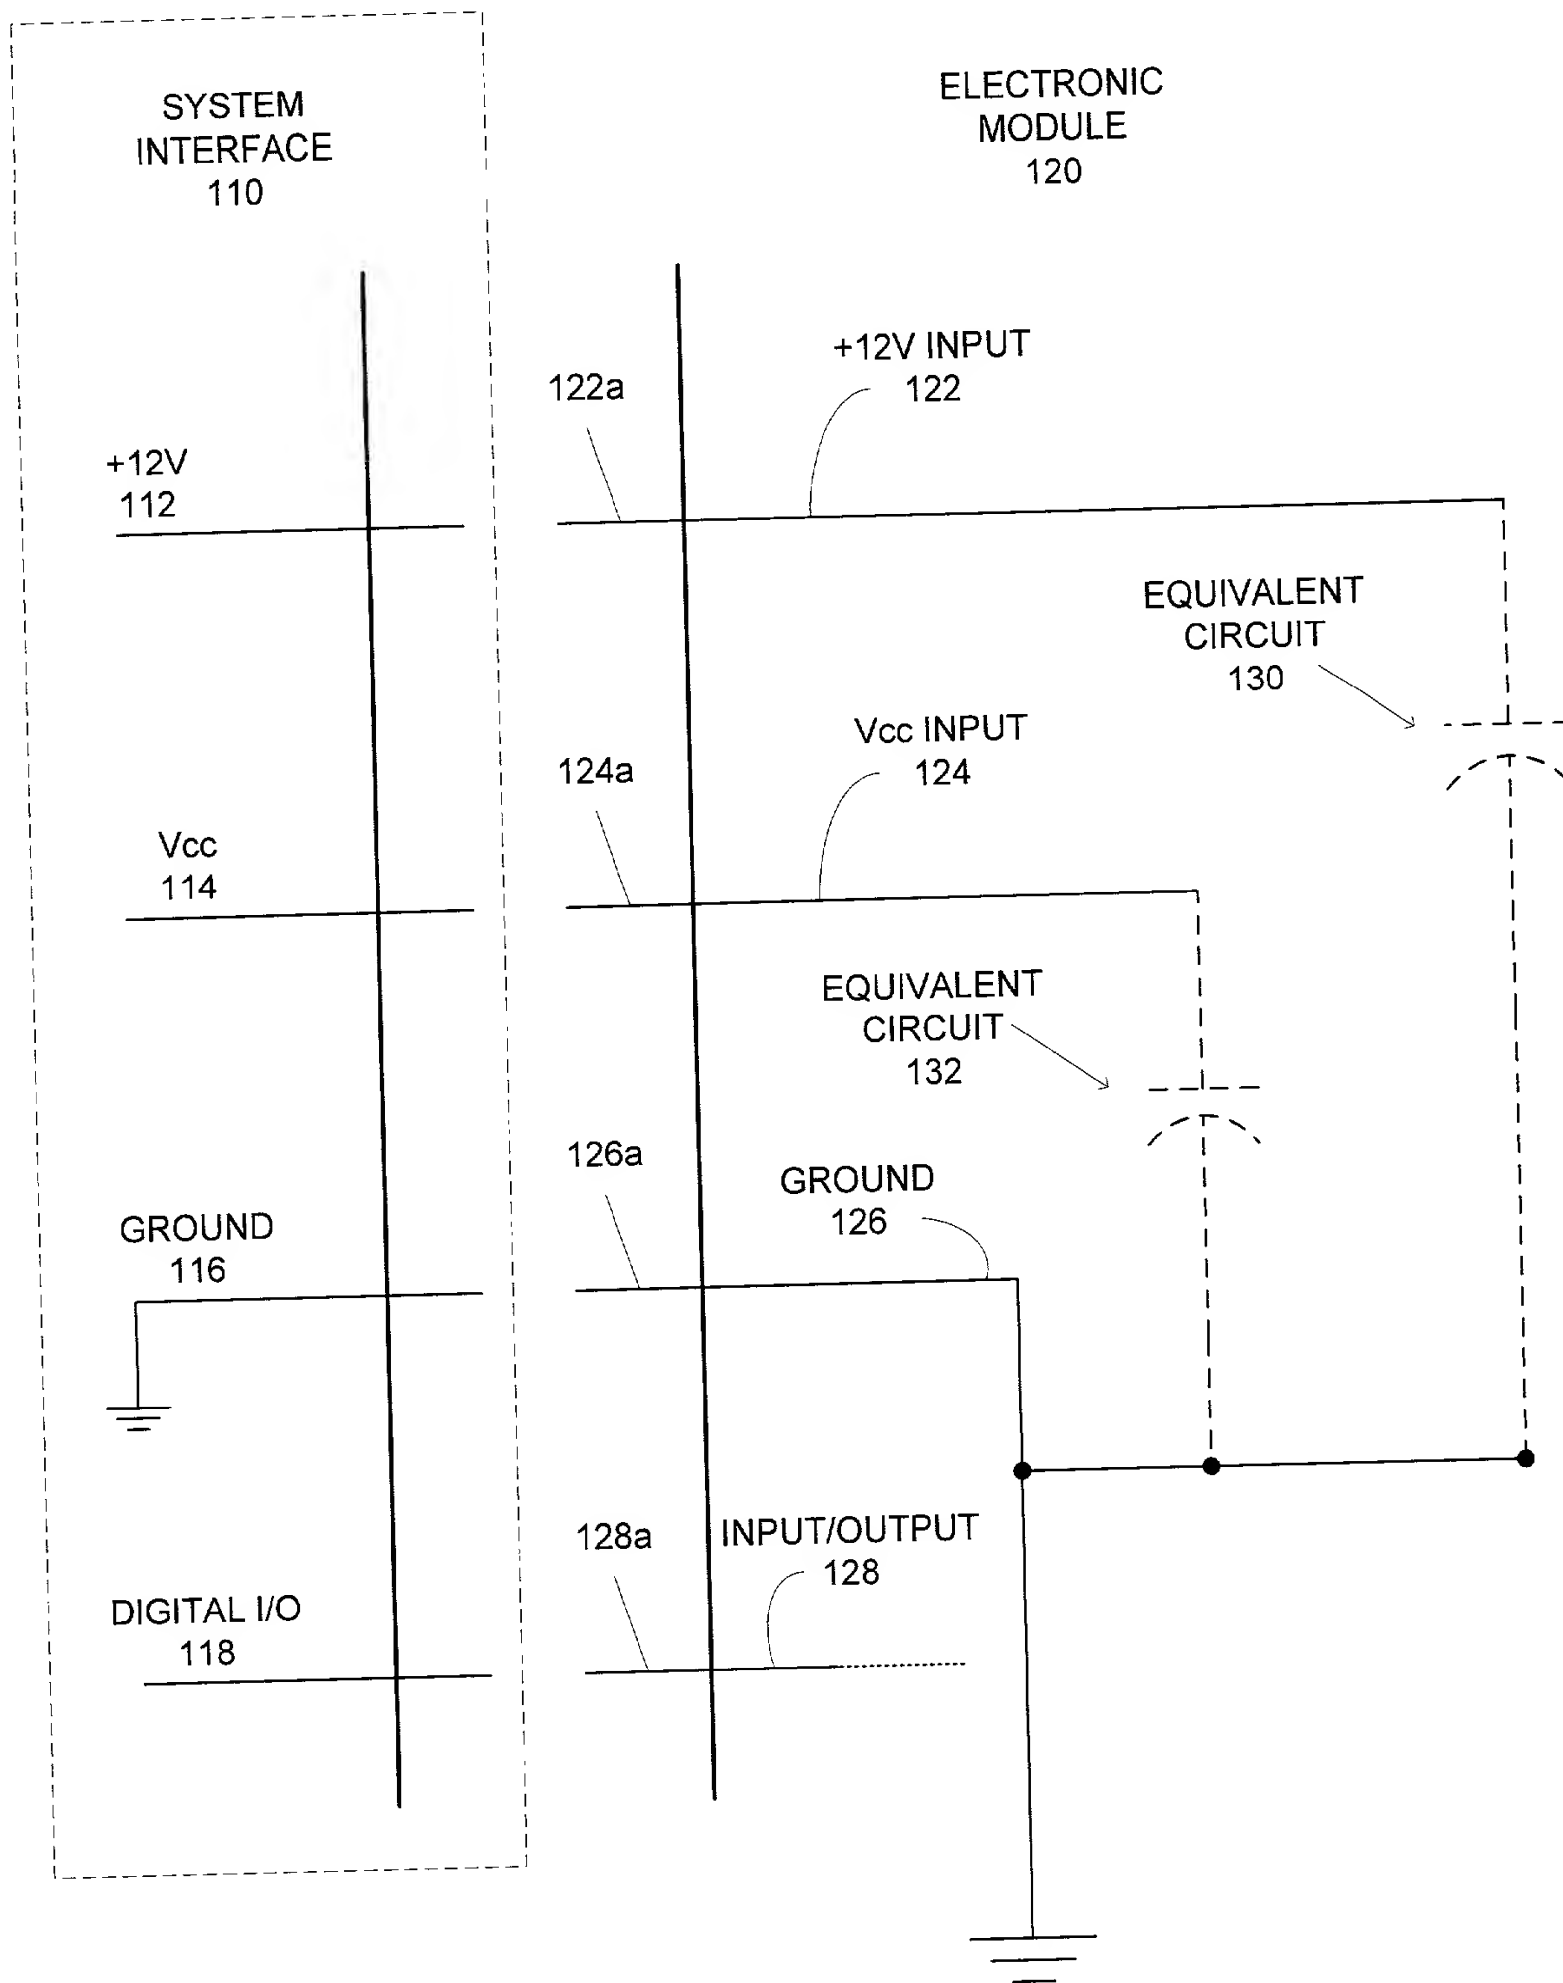 SYSTEM
INTERFACE
110
ELECTRONIC
MODULE
120
+12V INPUT
122
122a
+12V
112
EQUIVALENT
CIRCUIT
130
Vcc INPUT
124
124a
Vcc
114
EQUIVALENT
CIRCUIT
132
126a
GROUND
126
GROUND
116
128a
INPUT/OUTPUT
128
DIGITAL I/O
118